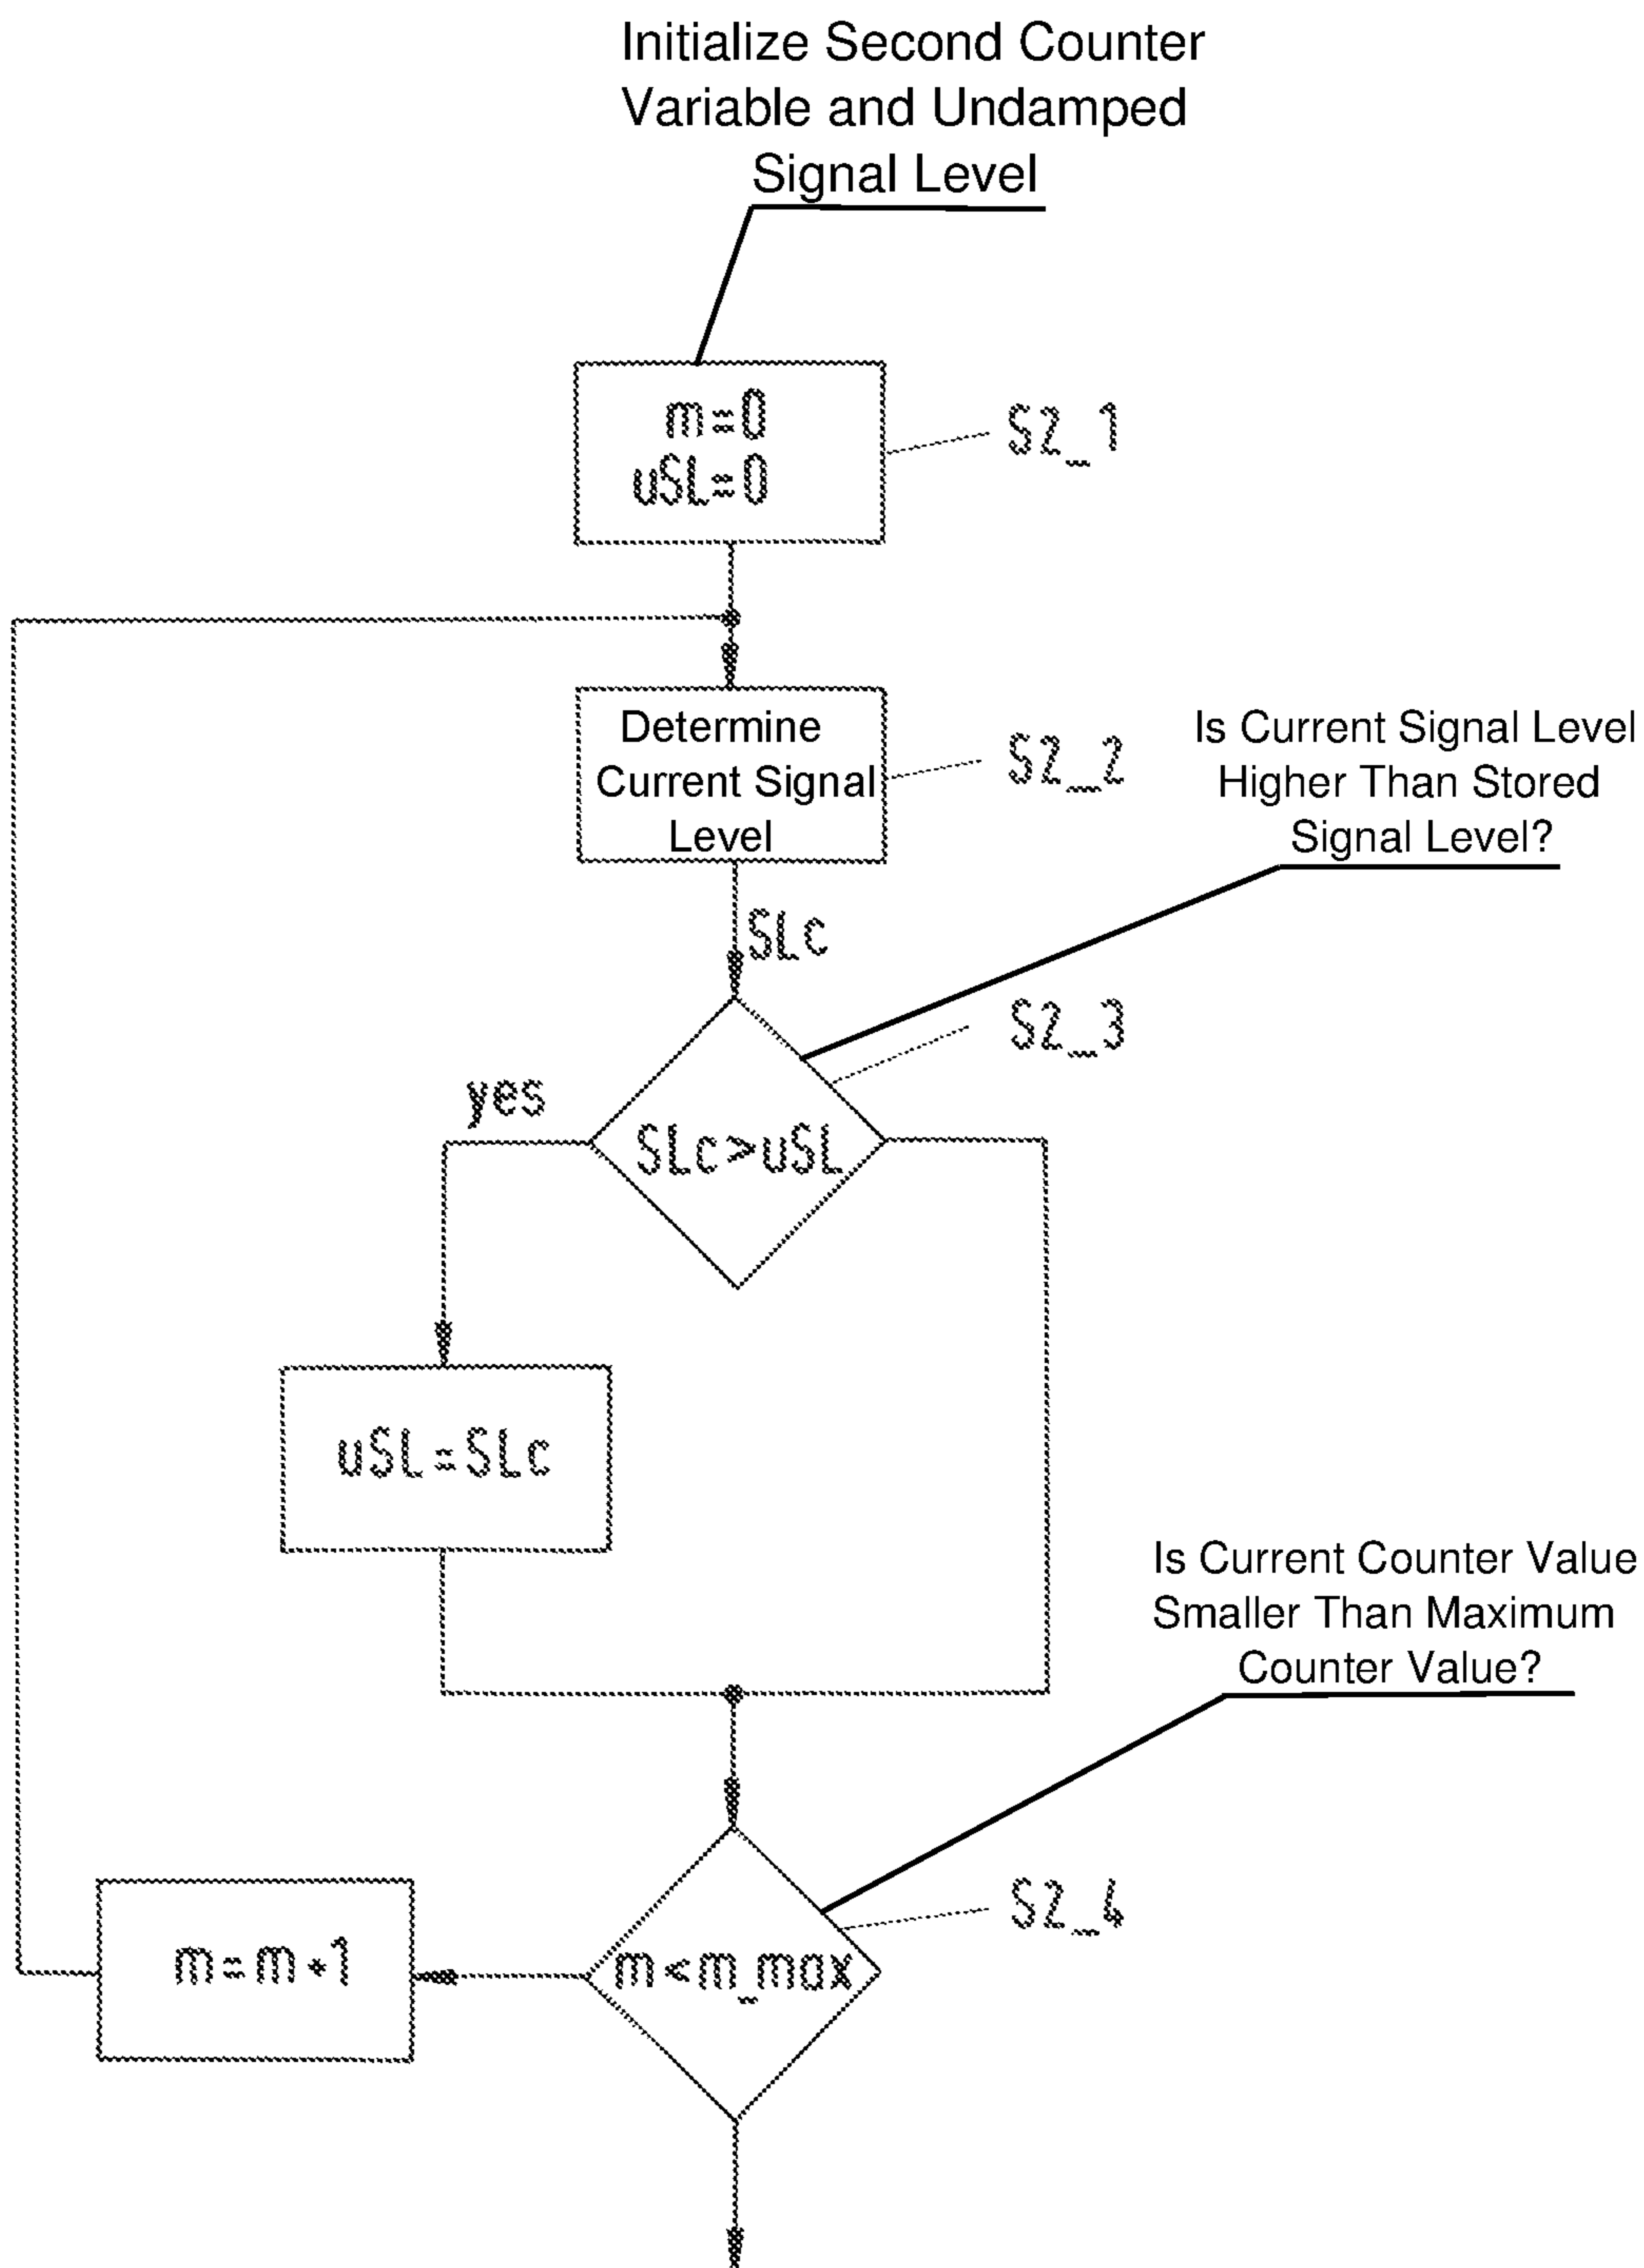 Initialize Second Counter
Variable and Undamped
Signal Level
m=0
uSL=0
S2_1
Determine
Current Signal
Level
S2_2
Is Current Signal Level
Higher Than Stored
Signal Level?
SLc
S2_3
yes
SLc>uSL
uSL=SLc
Is Current Counter Value
Smaller Than Maximum
Counter Value?
S2_4
m=m+1
m<m_max